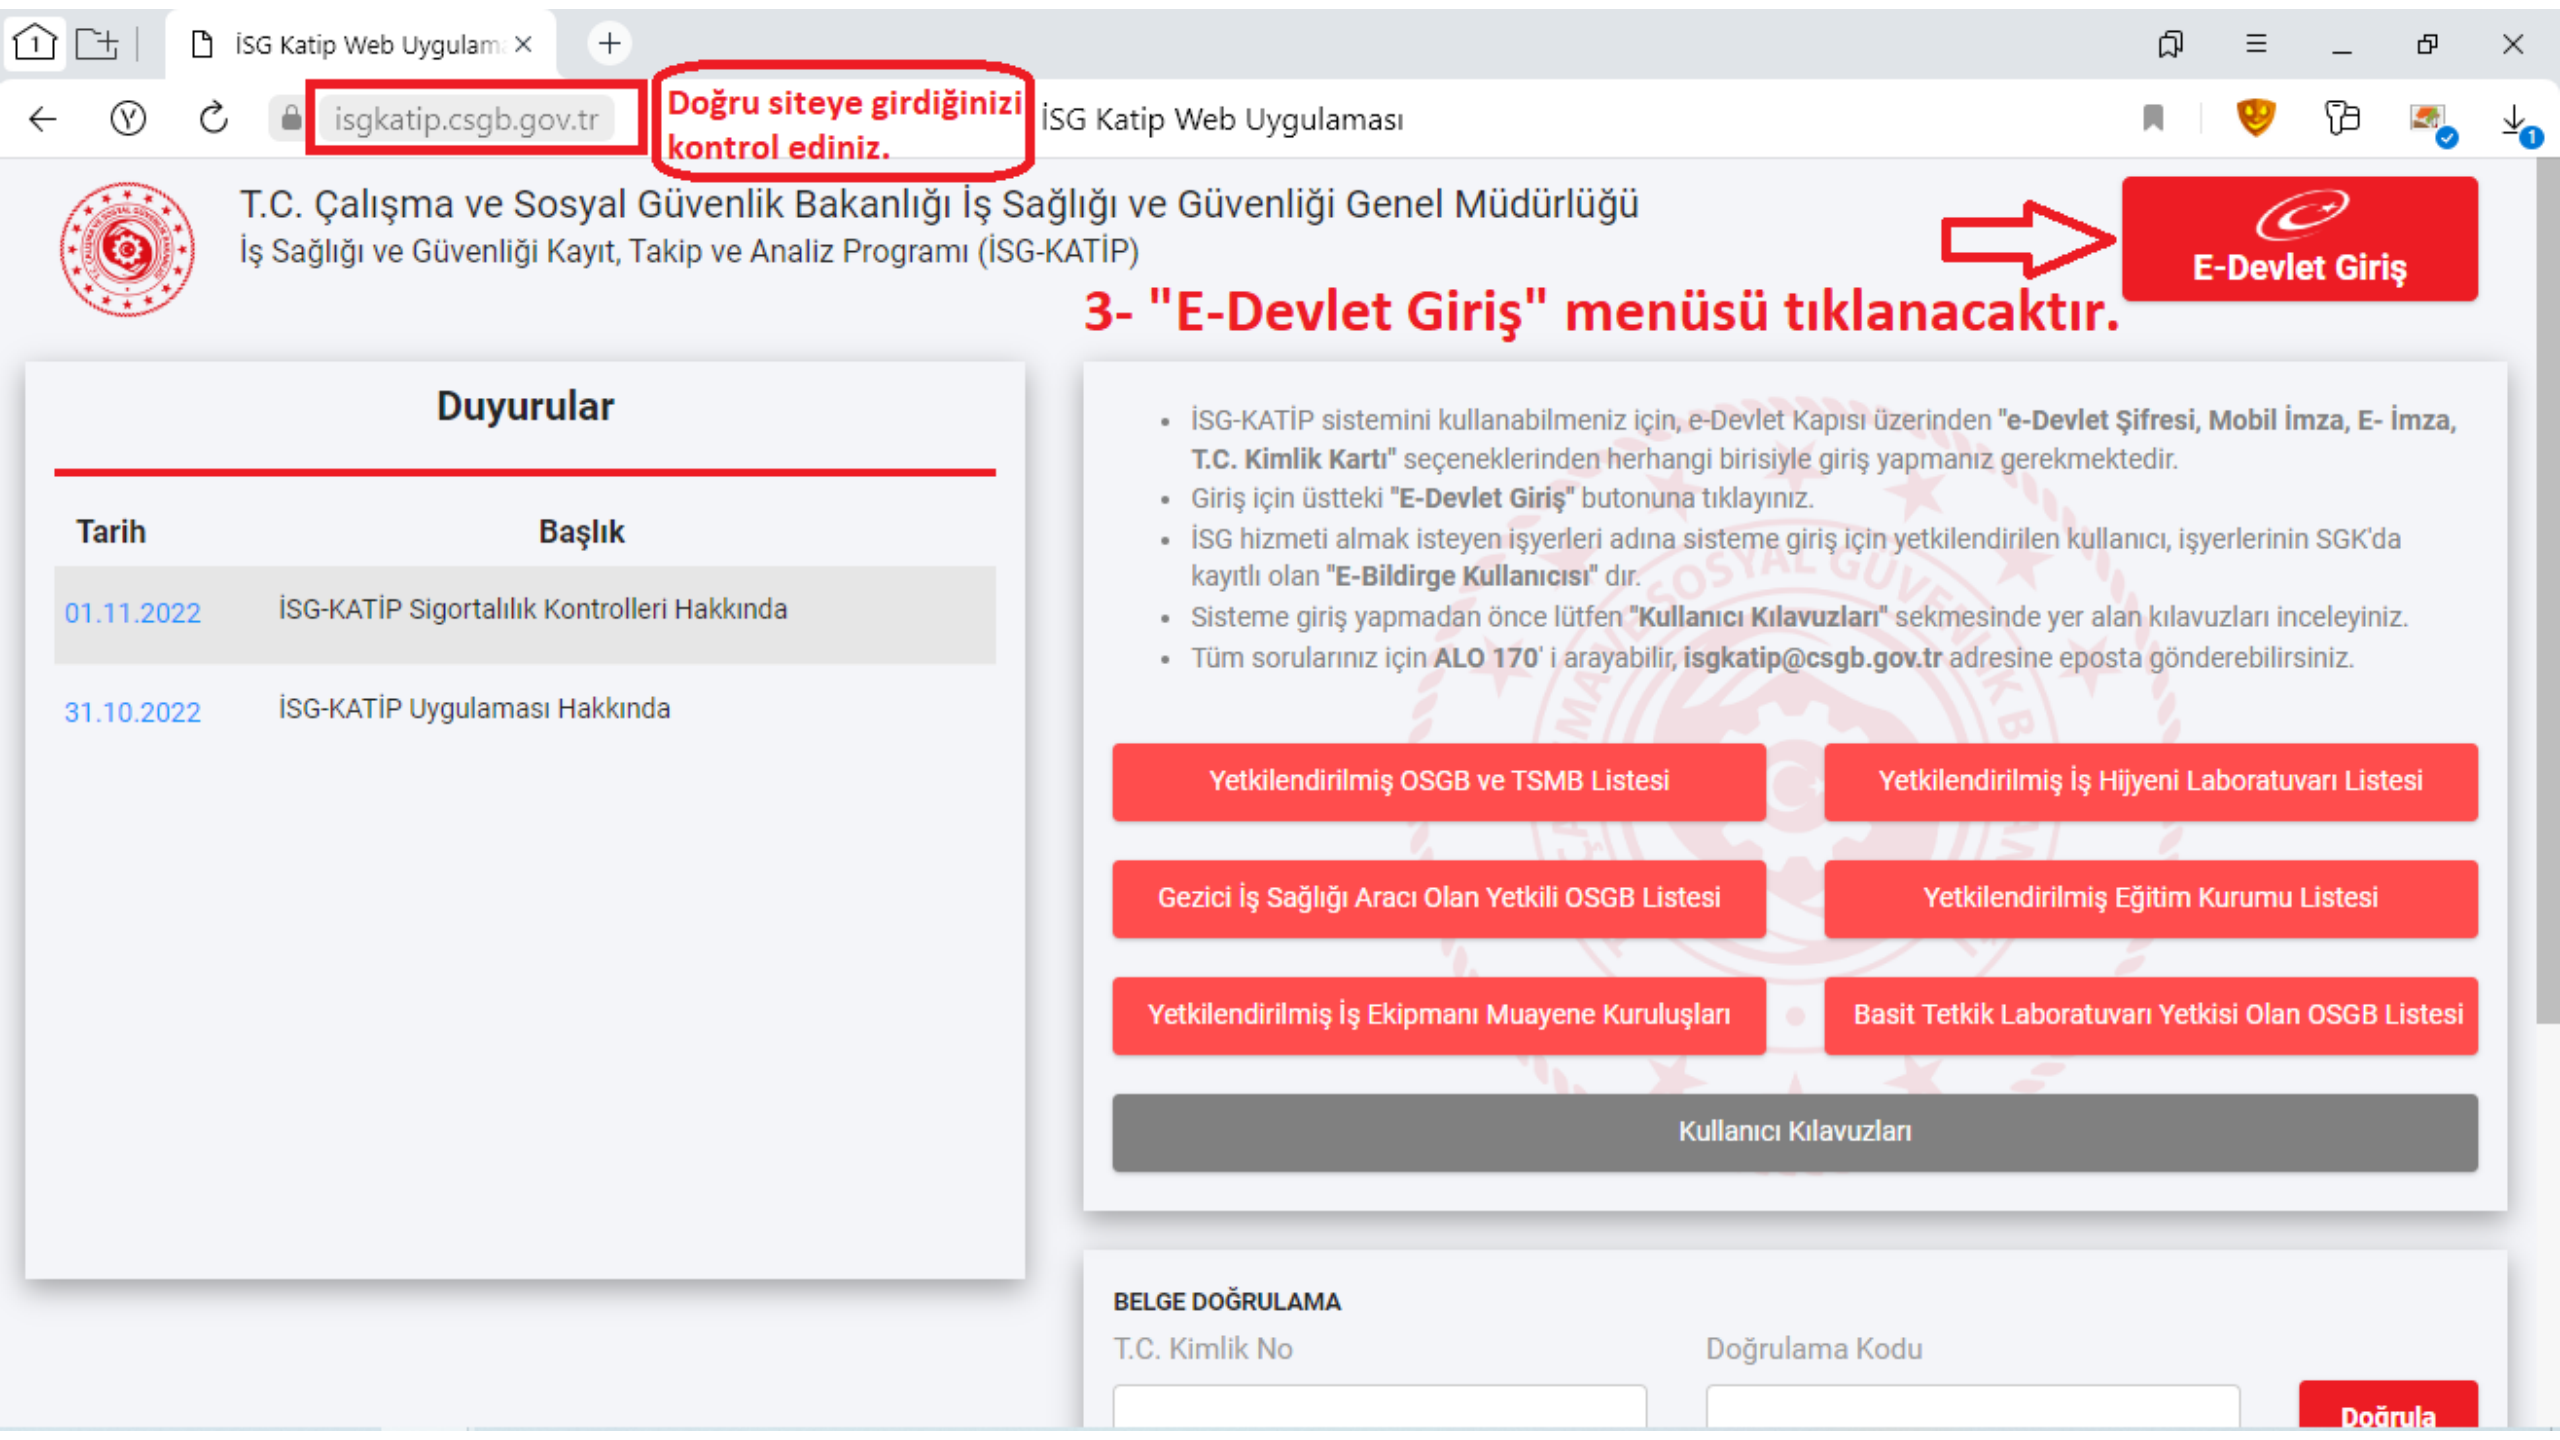 İSG Katip Web Uygulam
isgkatip.csgb.gov.tr
Doğru siteye girdiğinizi
kontrol ediniz.
İSG Katip Web Uygulaması
T.C. Çalışma ve Sosyal Güvenlik Bakanlığı İş Sağlığı ve Güvenliği Genel Müdürlüğü
İş Sağlığı ve Güvenliği Kayıt, Takip ve Analiz Programı (İSG-KATİP)
E-Devlet Giriş
3- "E-Devlet Giriş" menüsü tıklanacaktır.
Duyurular
Tarih Başlık
01.11.2022 İSG-KATİP Sigortalılık Kontrolleri Hakkında
31.10.2022 İSG-KATİP Uygulaması Hakkında
• İSG-KATİP sistemini kullanabilmeniz için, e-Devlet Kapısı üzerinden "e-Devlet Şifresi, Mobil İmza, E- İmza,
T.C. Kimlik Kartı" seçeneklerinden herhangi birisiyle giriş yapmanız gerekmektedir.
• Giriş için üstteki "E-Devlet Giriş" butonuna tıklayınız.
• İSG hizmeti almak isteyen işyerleri adına sisteme giriş için yetkilendirilen kullanıcı, işyerlerinin SGK'da
kayıtlı olan "E-Bildirge Kullanıcısı" dır.
• Sisteme giriş yapmadan önce lütfen "Kullanıcı Kılavuzları" sekmesinde yer alan kılavuzları inceleyiniz.
• Tüm sorularınız için ALO 170' i arayabilir, isgkatip@csgb.gov.tr adresine eposta gönderebilirsiniz.
Yetkilendirilmiş OSGB ve TSMB Listesi
Yetkilendirilmiş İş Hijyeni Laboratuvarı Listesi
Gezici İş Sağlığı Aracı Olan Yetkili OSGB Listesi
Yetkilendirilmiş Eğitim Kurumu Listesi
Yetkilendirilmiş İş Ekipmanı Muayene Kuruluşları
Basit Tetkik Laboratuvarı Yetkisi Olan OSGB Listesi
Kullanıcı Kılavuzları
BELGE DOĞRULAMA
T.C. Kimlik No
Doğrulama Kodu
Doğrula